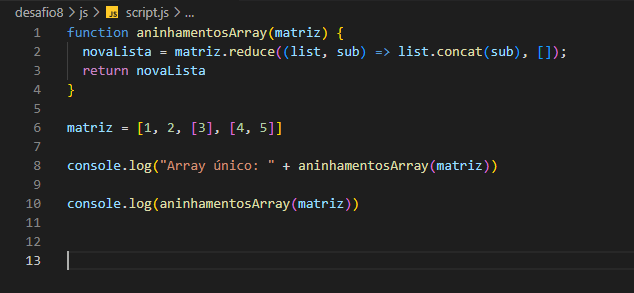 desafio8 > js > JS script.js > ...
1 function aninhamentosArray(matriz) {
2 novaLista = matriz.reduce((list, sub) => list.concat(sub), []);
3 return novaLista
4 }
5
6 matriz = [1, 2, [3], [4, 5]]
7
8 console.log("Array único: " + aninhamentosArray(matriz))
9
10 console.log(aninhamentosArray(matriz))
11
12
13